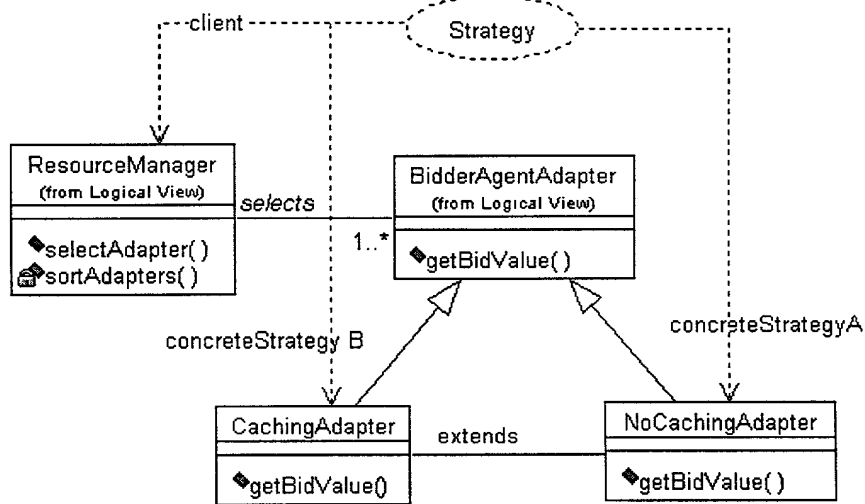 client
Strategy
ResourceManager
(from Logical View)
selectAdapter( )
sortAdapters( )
selects
1..*
BidderAgentAdapter
(from Logical View)
getBidValue( )
concreteStrategy B
concreteStrategyA
CachingAdapter
getBidValue()
extends
NoCachingAdapter
getBidValue( )